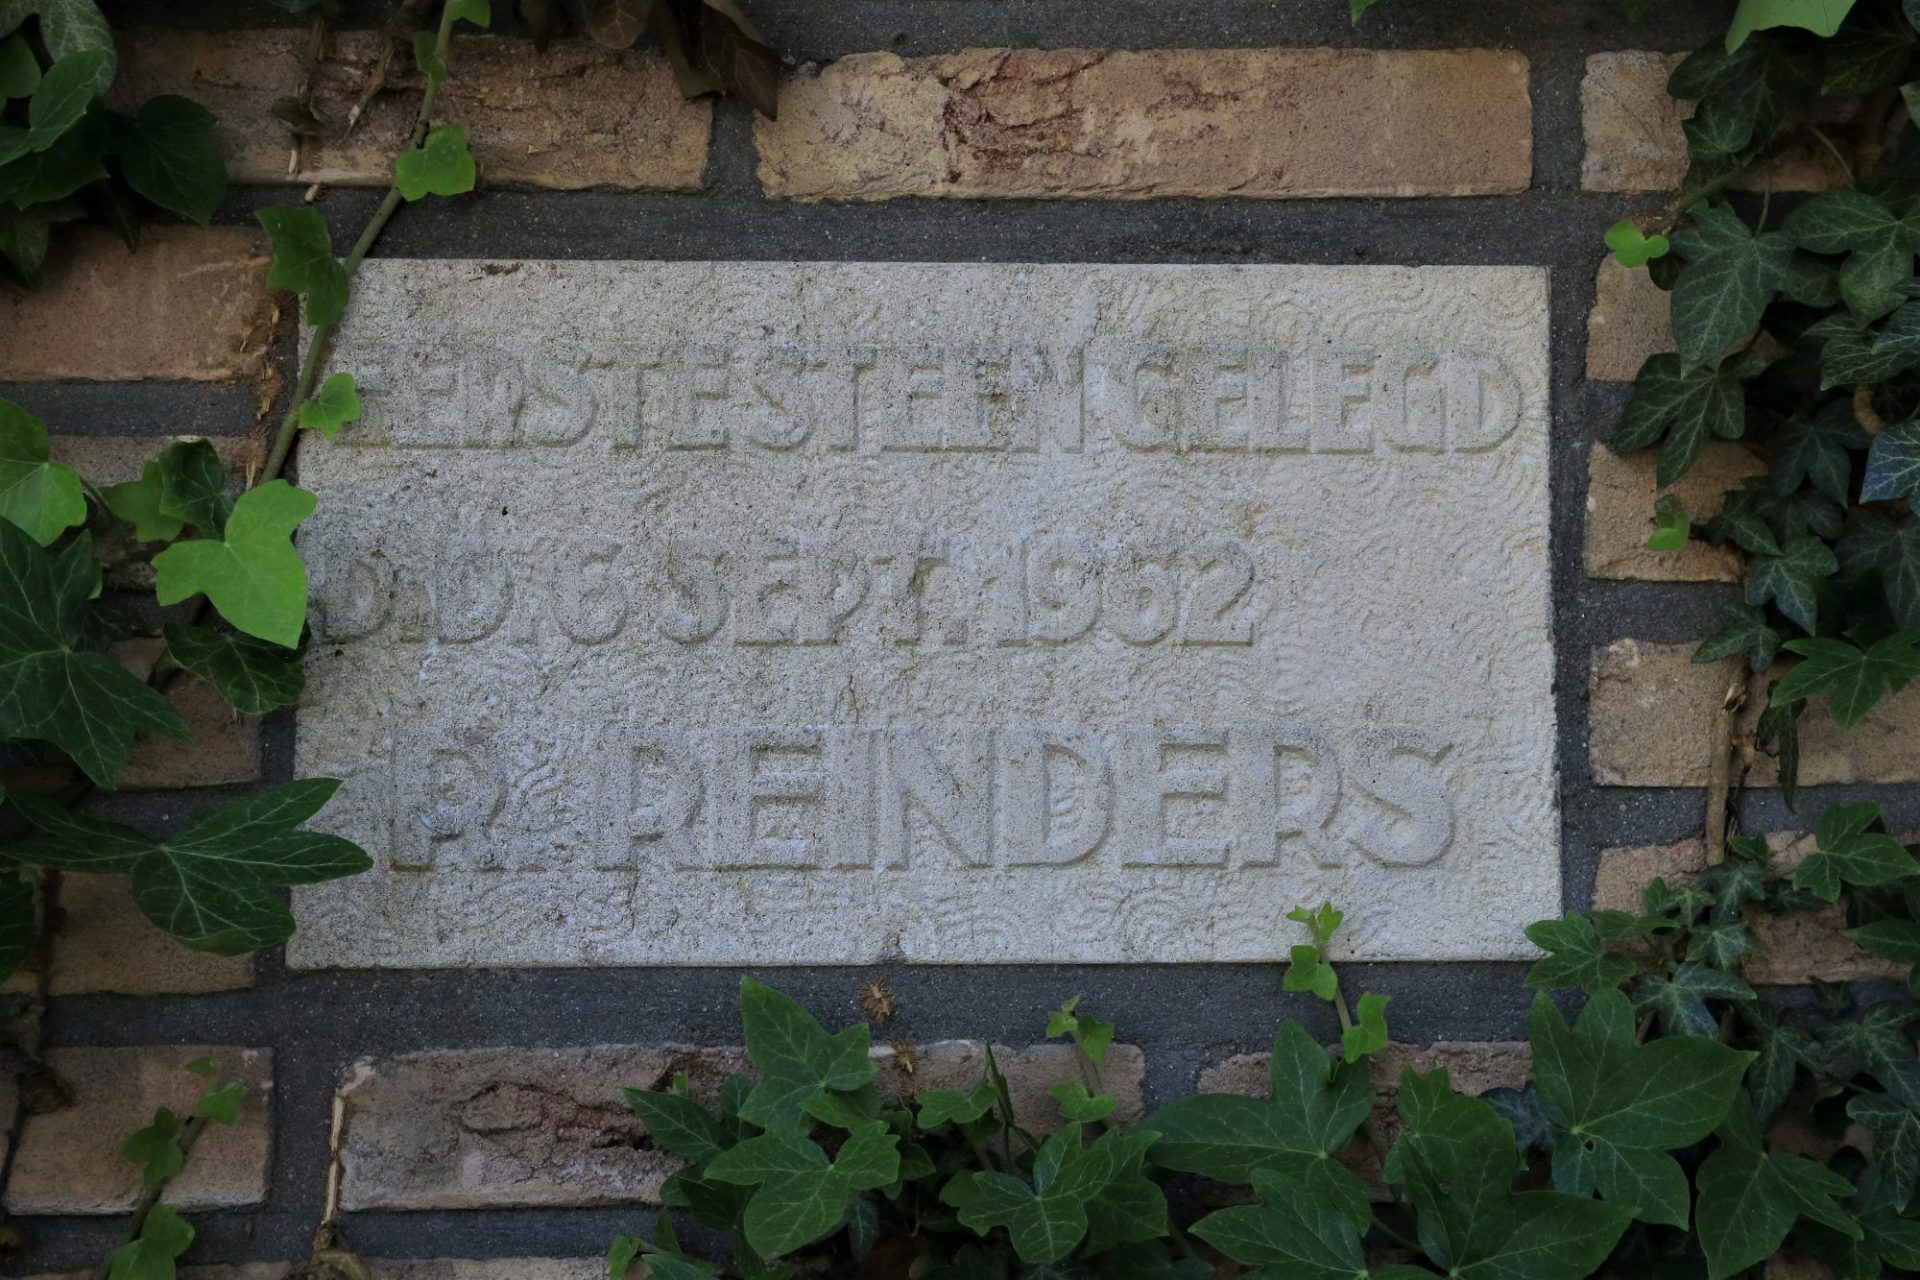 EERSTE STEEN GELEGD
D.D. 6 SEPT. 1962
P. REINDERS